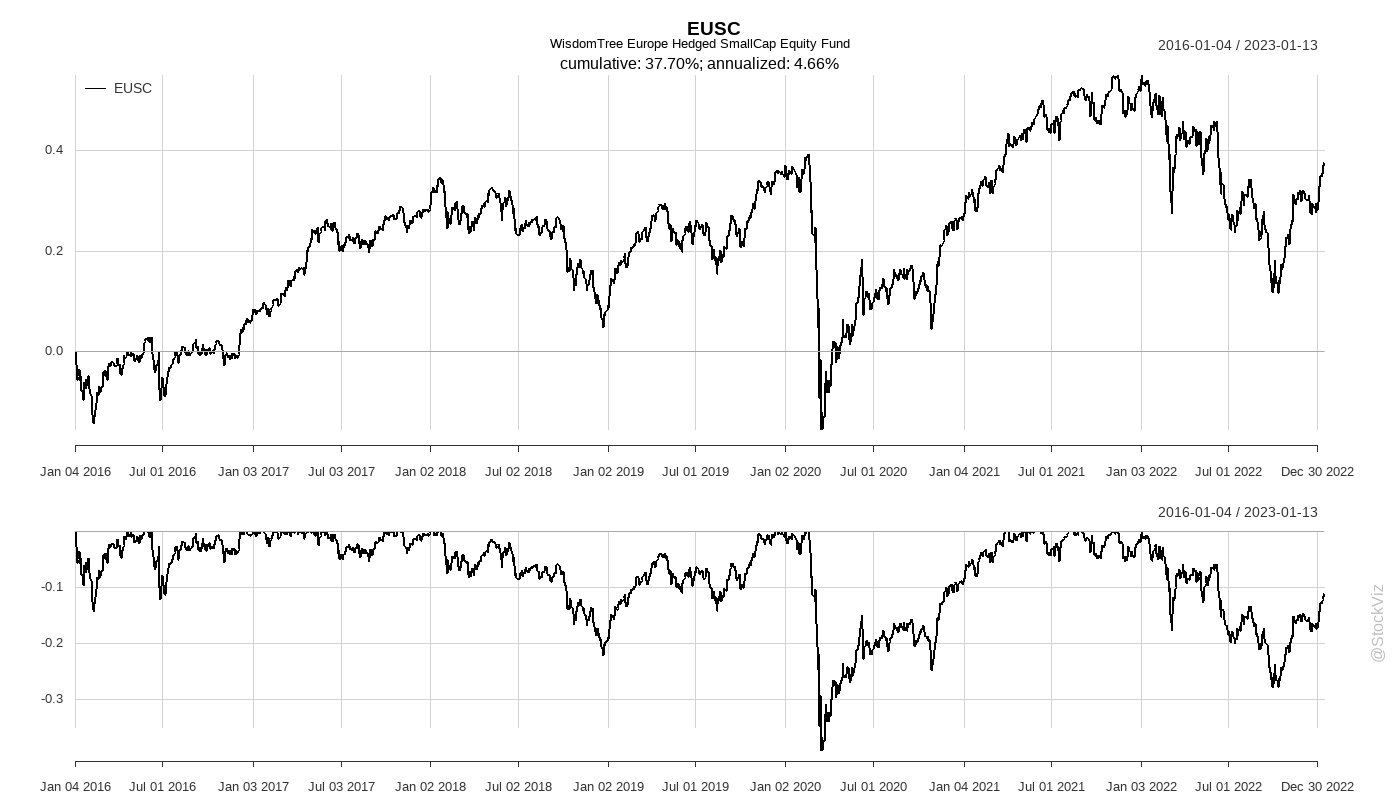 EUSC
WisdomTree Europe Hedged SmallCap Equity Fund
cumulative: 37.70%; annualized: 4.66%
2016-01-04 / 2023-01-13
EUSC
0.4
0.2
0.0
Jan 04 2016 Jul 01 2016 Jan 03 2017 Jul 03 2017 Jan 02 2018 Jul 02 2018 Jan 02 2019 Jul 01 2019 Jan 02 2020 Jul 01 2020 Jan 04 2021 Jul 01 2021 Jan 03 2022 Jul 01 2022 Dec 30 2022
2016-01-04 / 2023-01-13
-0.1
-0.2
-0.3
Jan 04 2016 Jul 01 2016 Jan 03 2017 Jul 03 2017 Jan 02 2018 Jul 02 2018 Jan 02 2019 Jul 01 2019 Jan 02 2020 Jul 01 2020 Jan 04 2021 Jul 01 2021 Jan 03 2022 Jul 01 2022 Dec 30 2022
@StockViz